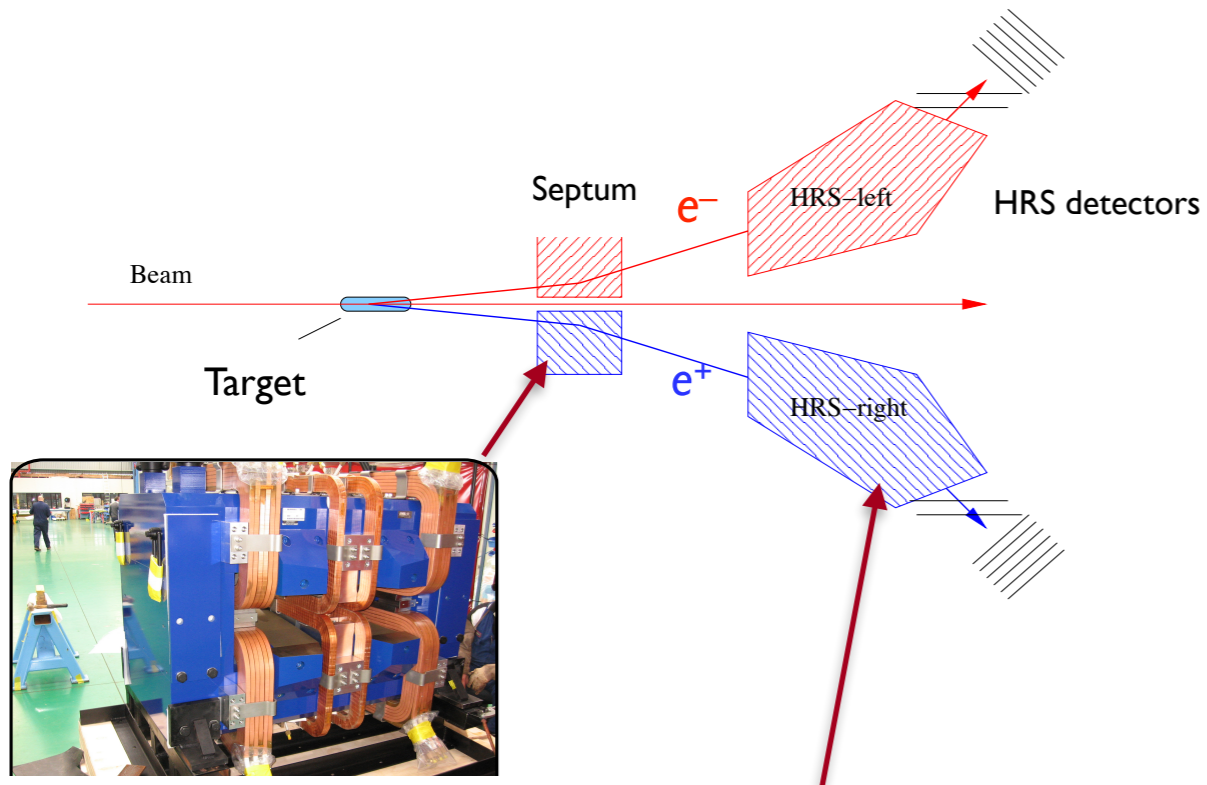 Septum
e–
HRS–left
HRS detectors
Beam
Target
e+
HRS–right